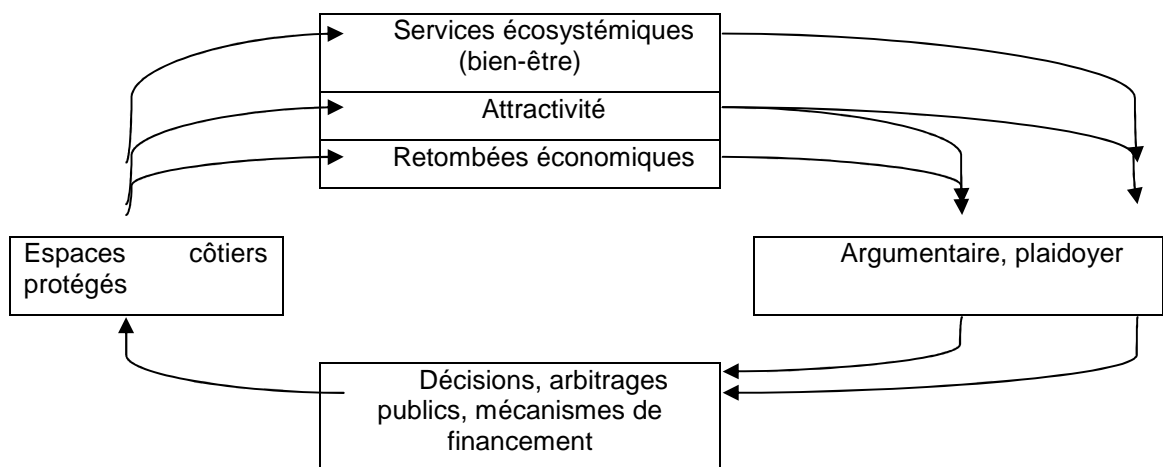 Services écosystémiques
(bien-être)
Attractivité
Retombées économiques
Espaces côtiers
protégés
Argumentaire, plaidoyer
Décisions, arbitrages
publics, mécanismes de
financement